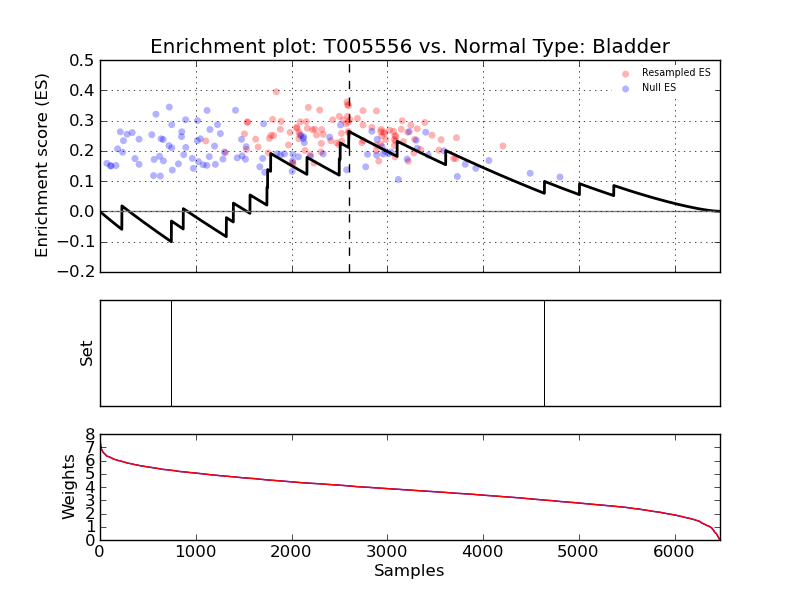 Enrichment plot: T005556 vs. Normal Type: Bladder
Enrichment score (ES)
0.5
0.4
0.3
0.2
0.1
0.0
−0.1
−0.2
Resampled ES
Null ES
Set
Weights
8
7
6
5
4
3
2
1
0
0 1000 2000 3000 4000 5000 6000
Samples